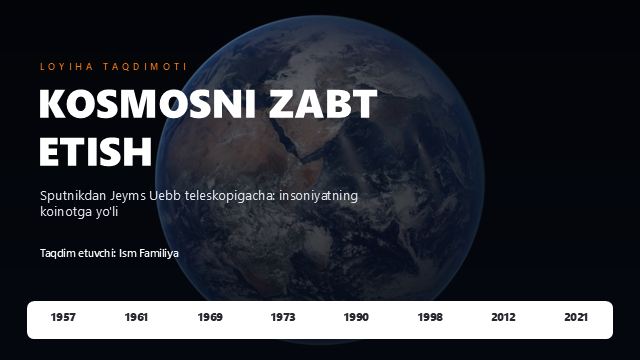 LOYIHA TAQDIMOTI
KOSMOSNI ZABT
ETISH
Sputnikdan Jeyms Uebb teleskopigacha: insoniyatning
koinotga yo'li
Taqdim etuvchi: Ism Familiya
1957 1961 1969 1973 1990 1998 2012 2021